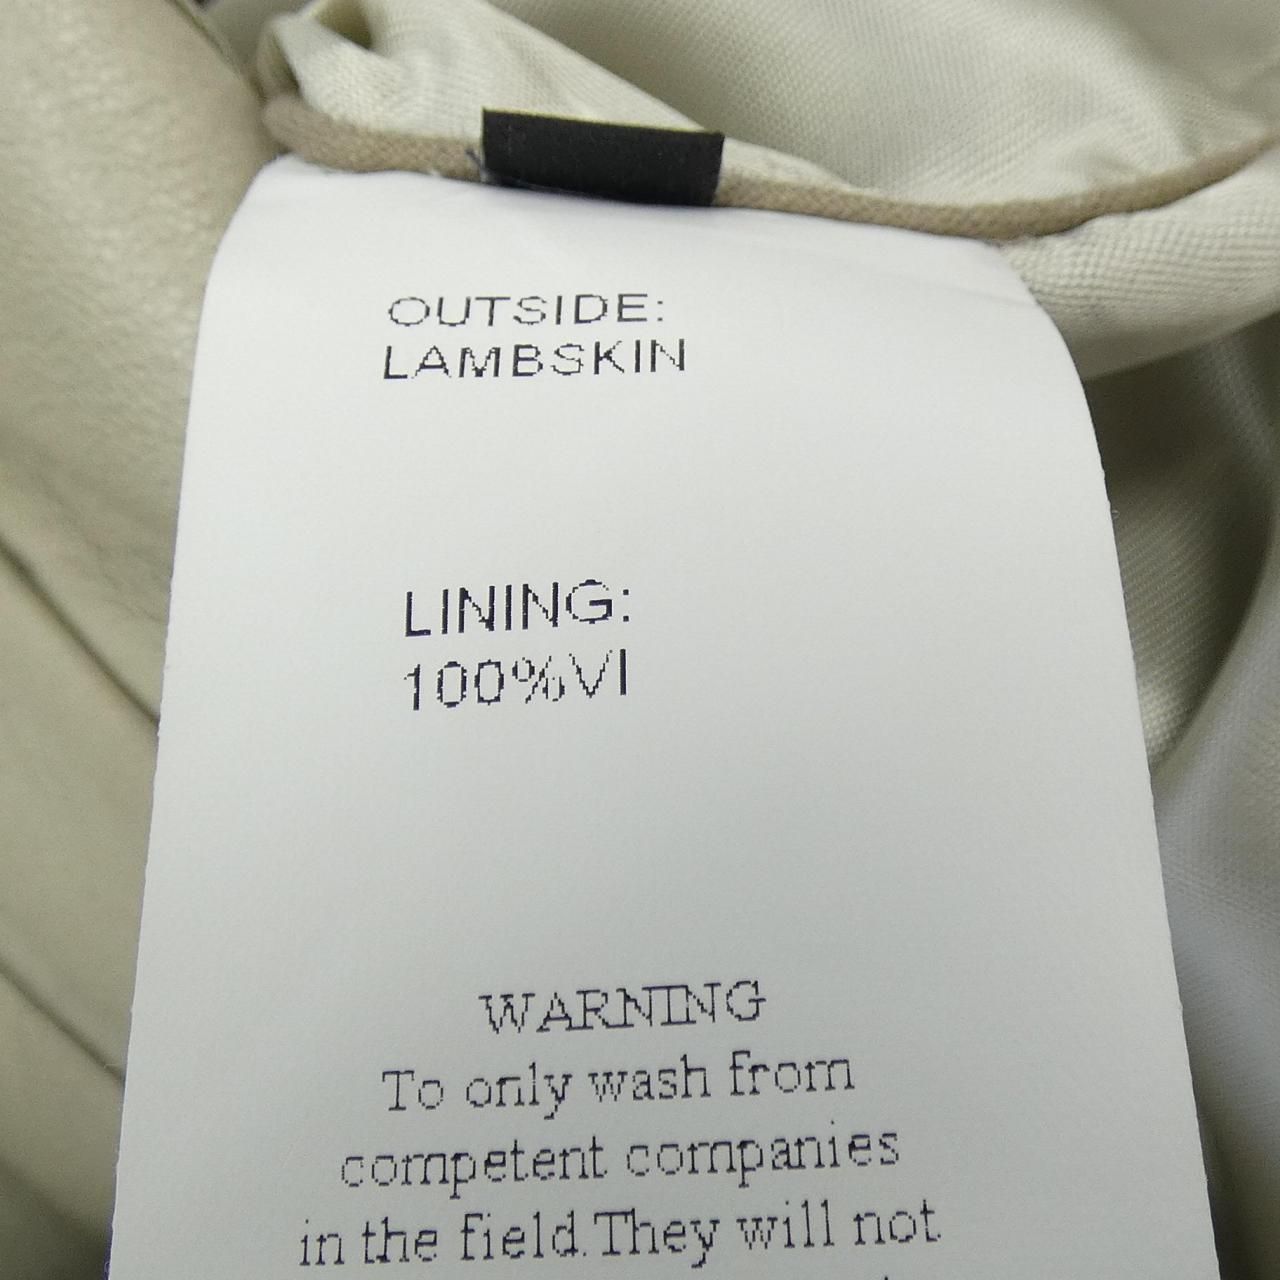 OUTSIDE:
LAMBSKIN
LINING:
100%VI
WARNING
To only wash from
competent companies
in the field.They will not